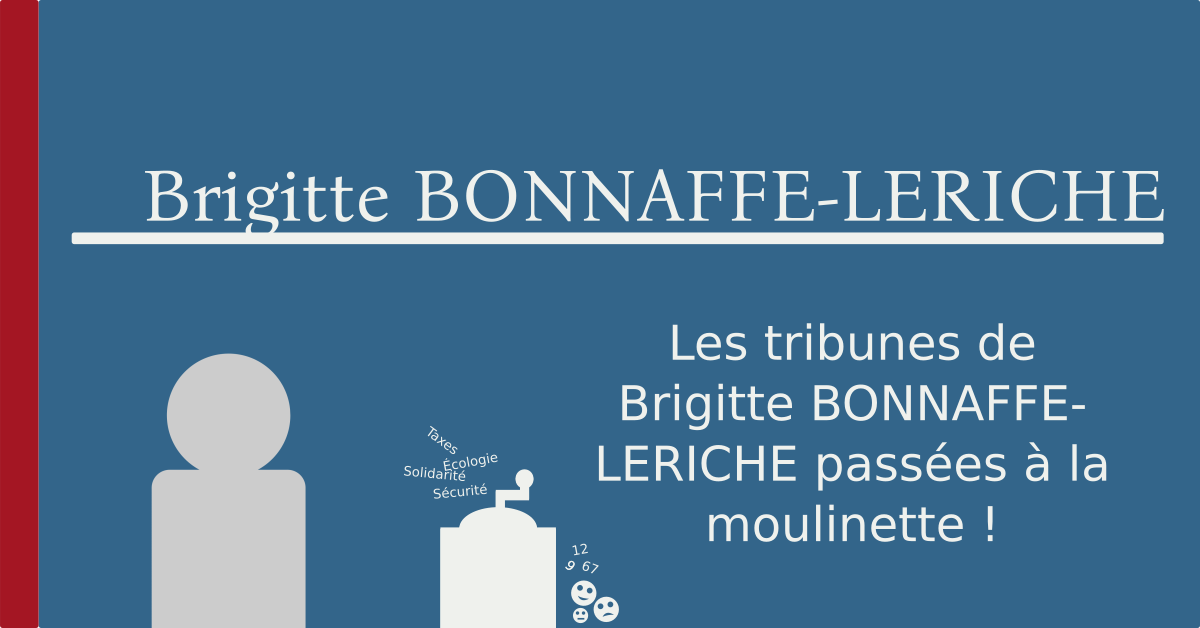 Brigitte BONNAFFE-LERICHE
Les tribunes de
Brigitte BONNAFFE-
LERICHE passées à la
moulinette !
Taxes
Écologie
Solidarité
Sécurité
12
9 67